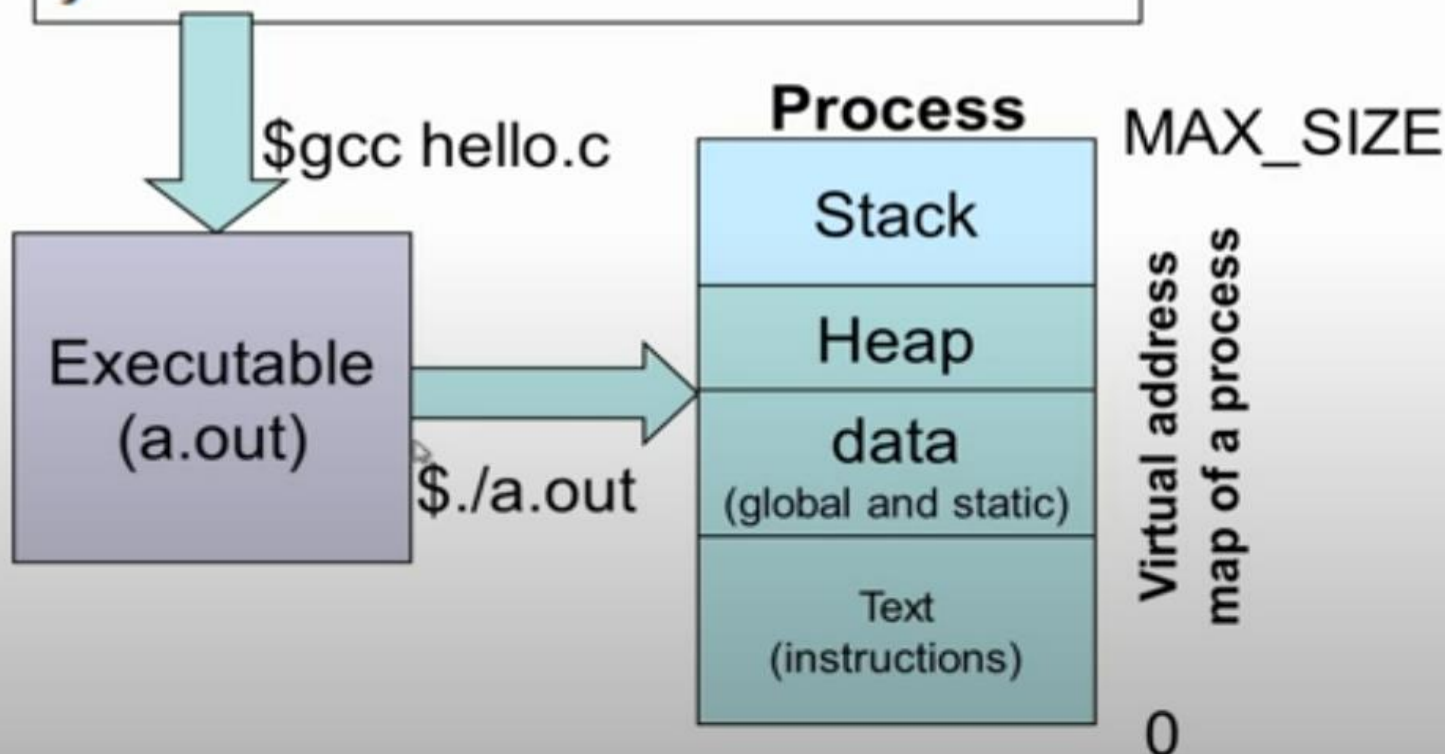 $gcc hello.c
Process
MAX_SIZE
Stack
Heap
data
(global and static)
Text
(instructions)
Executable
(a.out)
$./a.out
Virtual address
map of a process
0